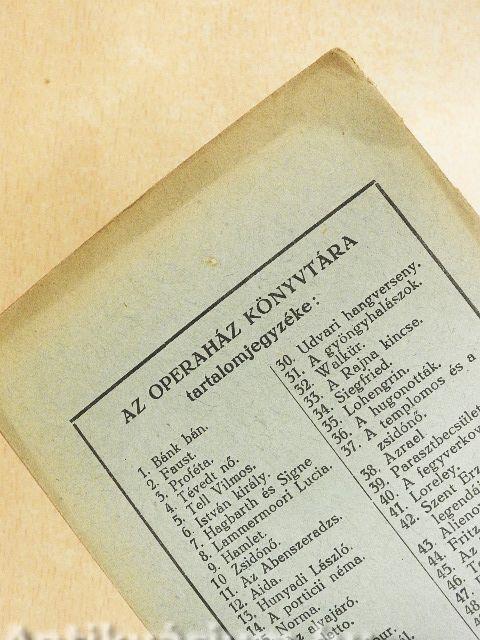 AZ OPERAHÁZ KÖNYVTÁRA
tartalomjegyzéke:
1. Bánk bán.
2. Faust.
3. Proféta.
4. Tévedt nő.
5. Tell Vilmos.
6. István király.
7. Hagbarth és Signe
8. Lammermoori Lucia.
9. Hamlet.
10 Zsidónő.
11. Az Abenszeradzs.
12. Aida.
13. Hunyadi László.
14. A porticii néma.
Norma.
alvajáró.
30. Udvari hangverseny.
31. A gyöngyhalászok.
32. Walkür.
33. A Rajna kincse.
34. Siegfried.
35. Lohengrin.
36. A hugonották.
37. A templomos és a
zsidónő.
38. Azrael
39. Parasztbecsület
40. A fegyverkov
41. Loreley.
42. Szent Erz
legendáj
43. Alieno
44. Fritz
45. Az
46.
47.
48